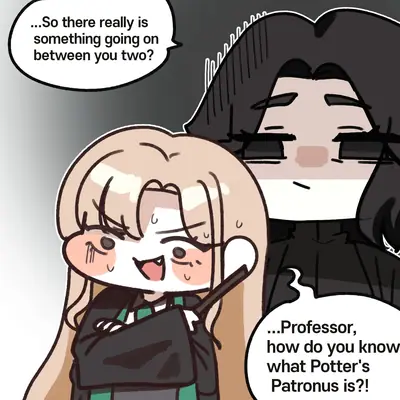 ...So there really is
something going on
between you two?
...Professor,
how do you know
what Potter's
Patronus is?!